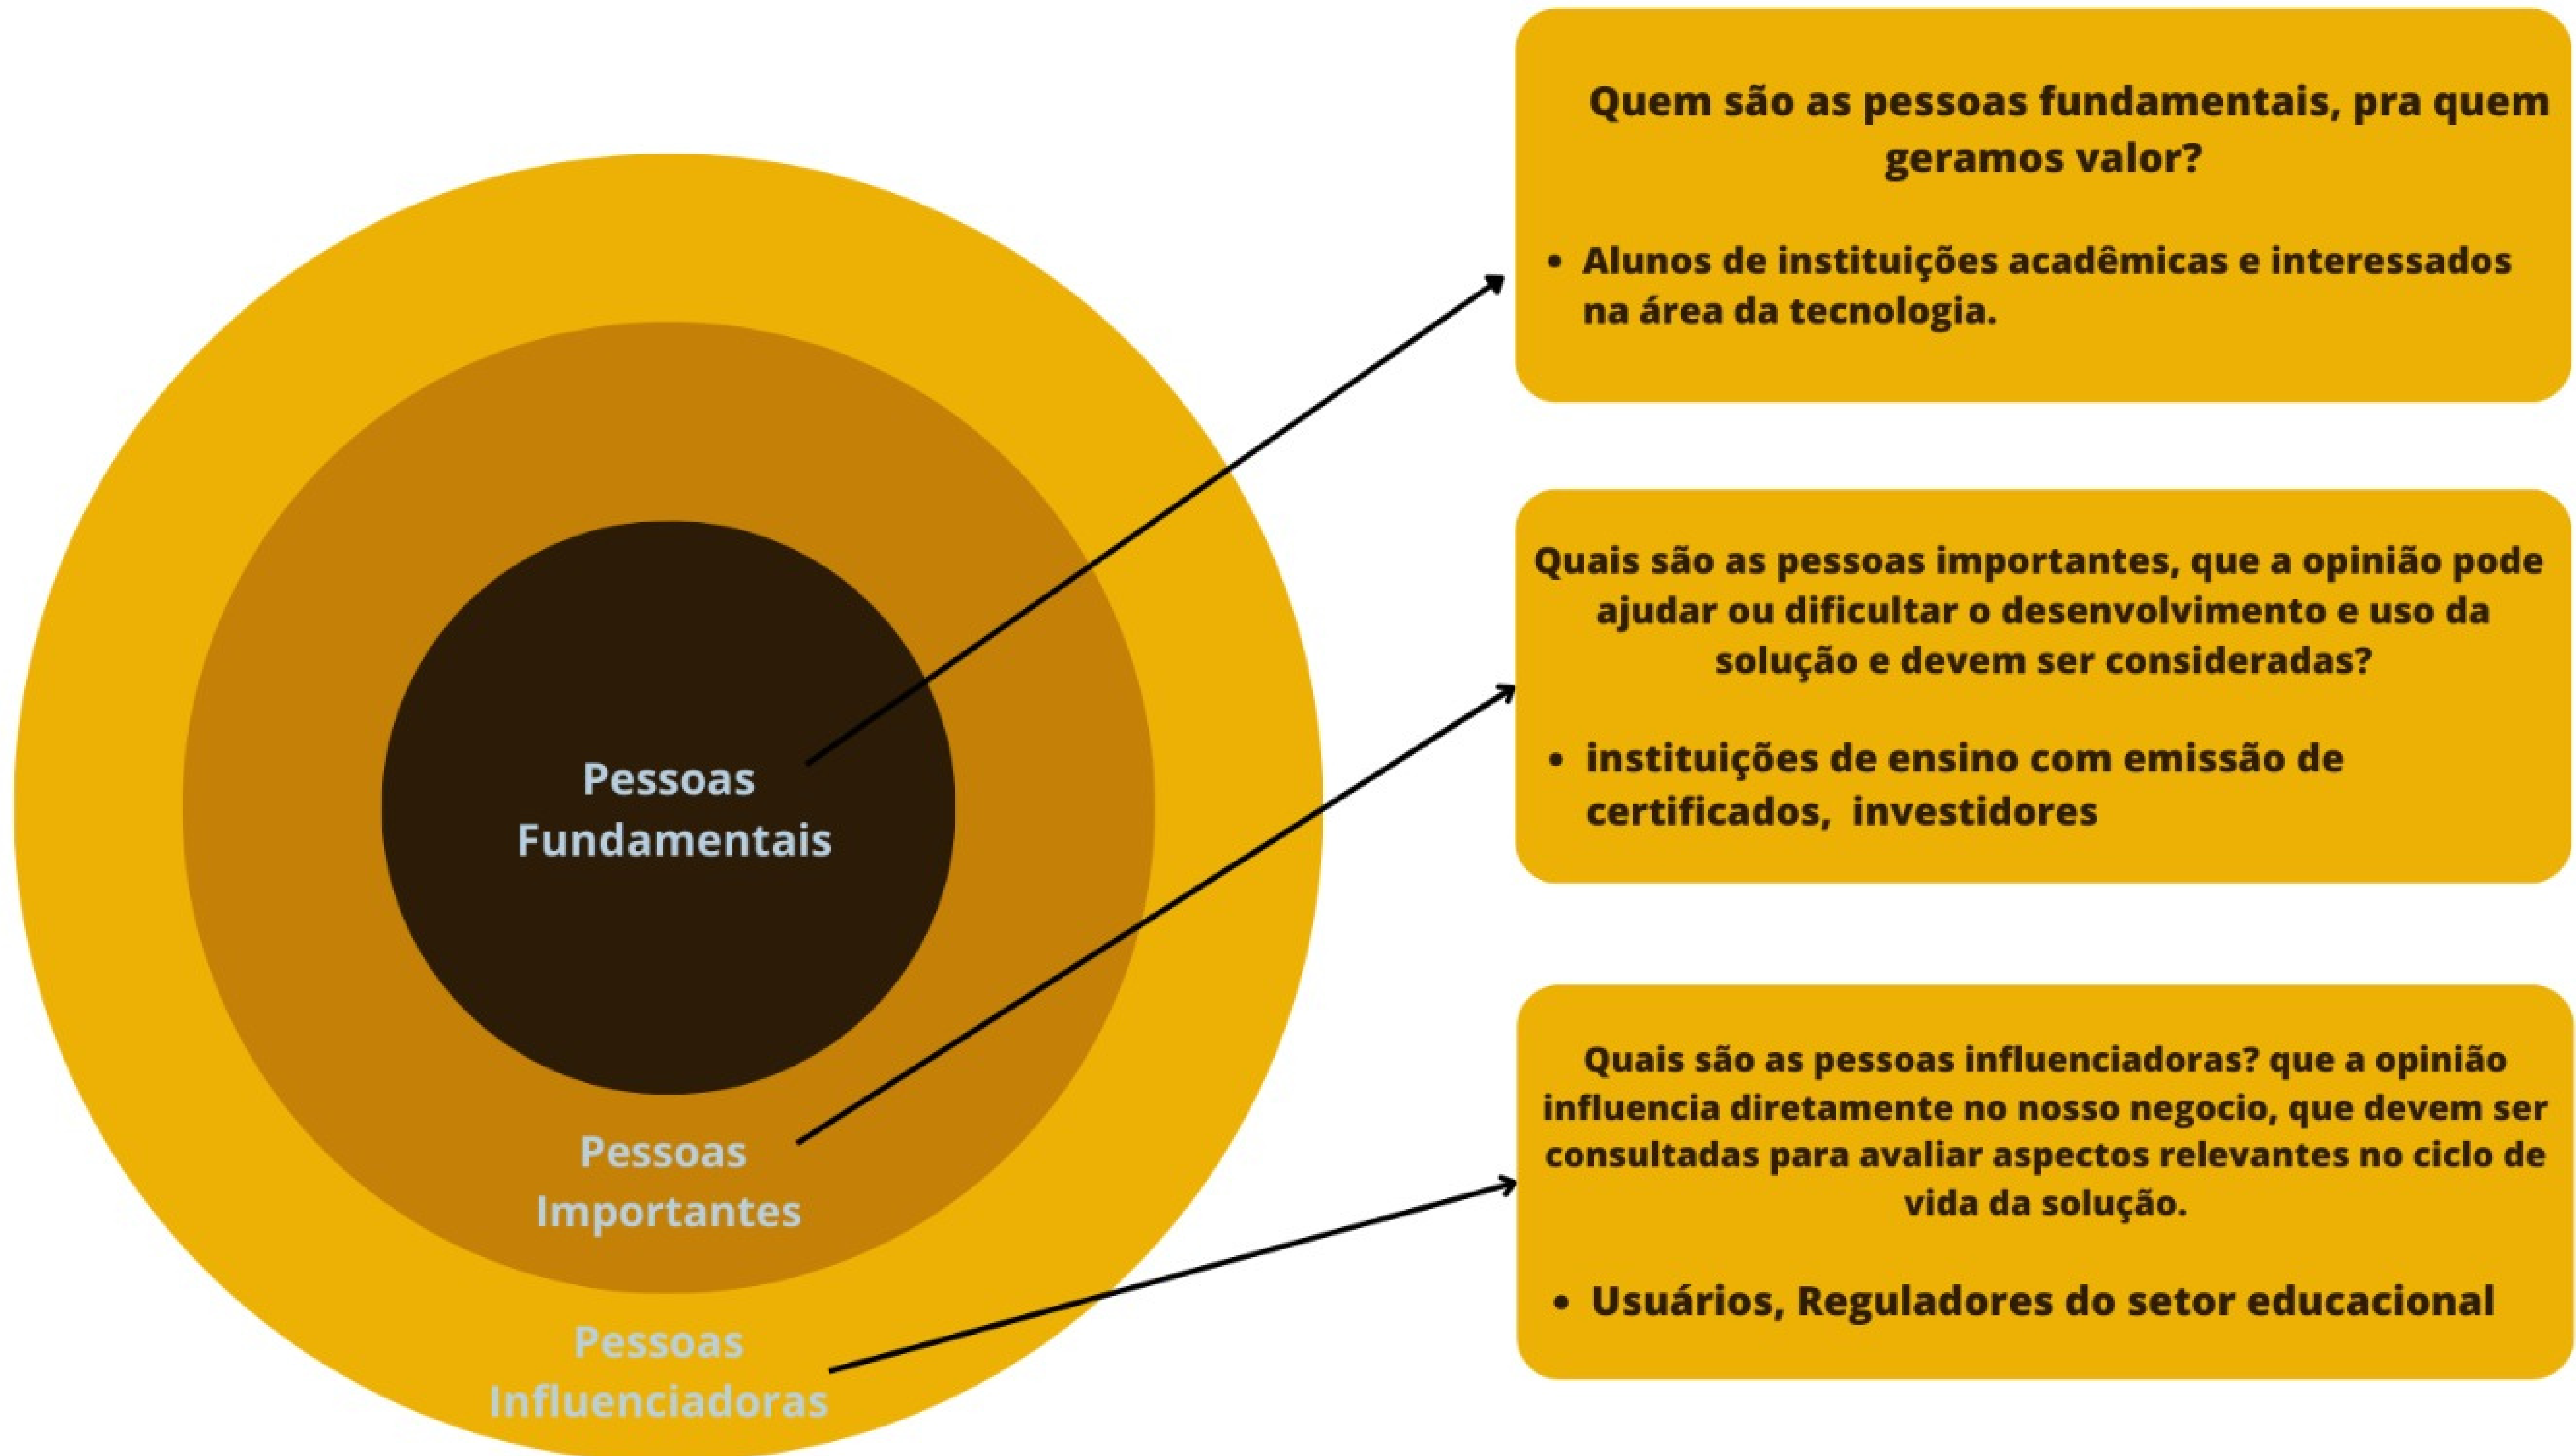 Pessoas
Fundamentais
Pessoas
Importantes
Pessoas
Influenciadoras
Quem são as pessoas fundamentais, pra quem
geramos valor?
• Alunos de instituições acadêmicas e interessados
na área da tecnologia.
Quais são as pessoas importantes, que a opinião pode
ajudar ou dificultar o desenvolvimento e uso da
solução e devem ser consideradas?
• instituições de ensino com emissão de
certificados, investidores
Quais são as pessoas influenciadoras? que a opinião
influencia diretamente no nosso negocio, que devem ser
consultadas para avaliar aspectos relevantes no ciclo de
vida da solução.
• Usuários, Reguladores do setor educacional